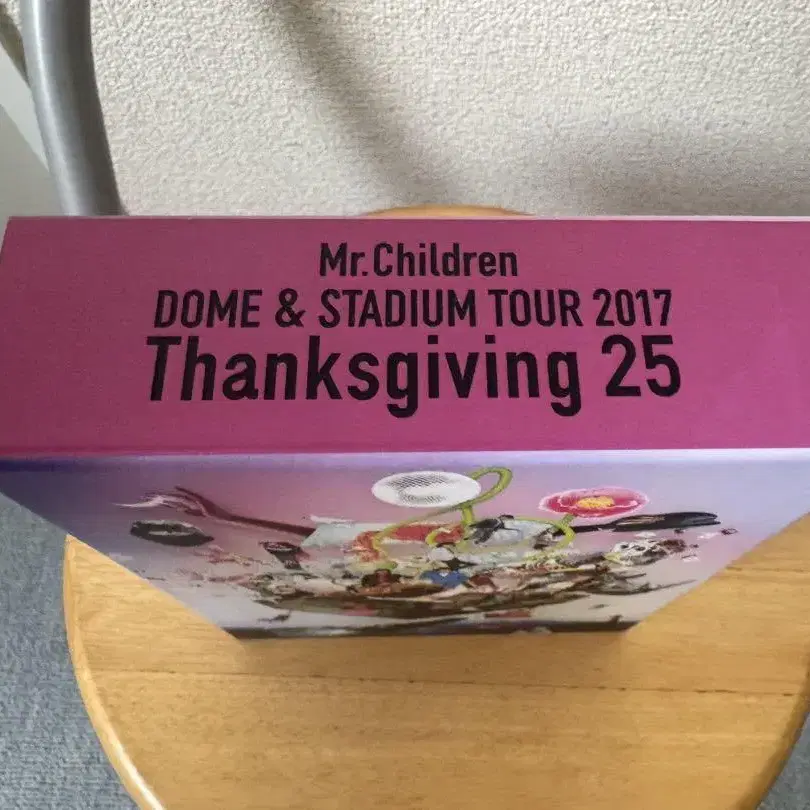 Mr.Children
DOME & STADIUM TOUR 2017
Thanksgiving 25